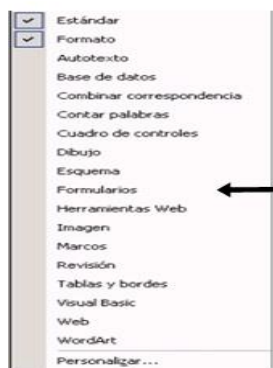 Estándar
Formato
Autotexto
Base de datos
Combinar correspondencia
Contar palabras
Cuadro de controles
Dibujo
Esquema
Formularios
Herramientas Web
Imagen
Marcos
Revisión
Tablas y bordes
Visual Basic
Web
WordArt
Personalizar...